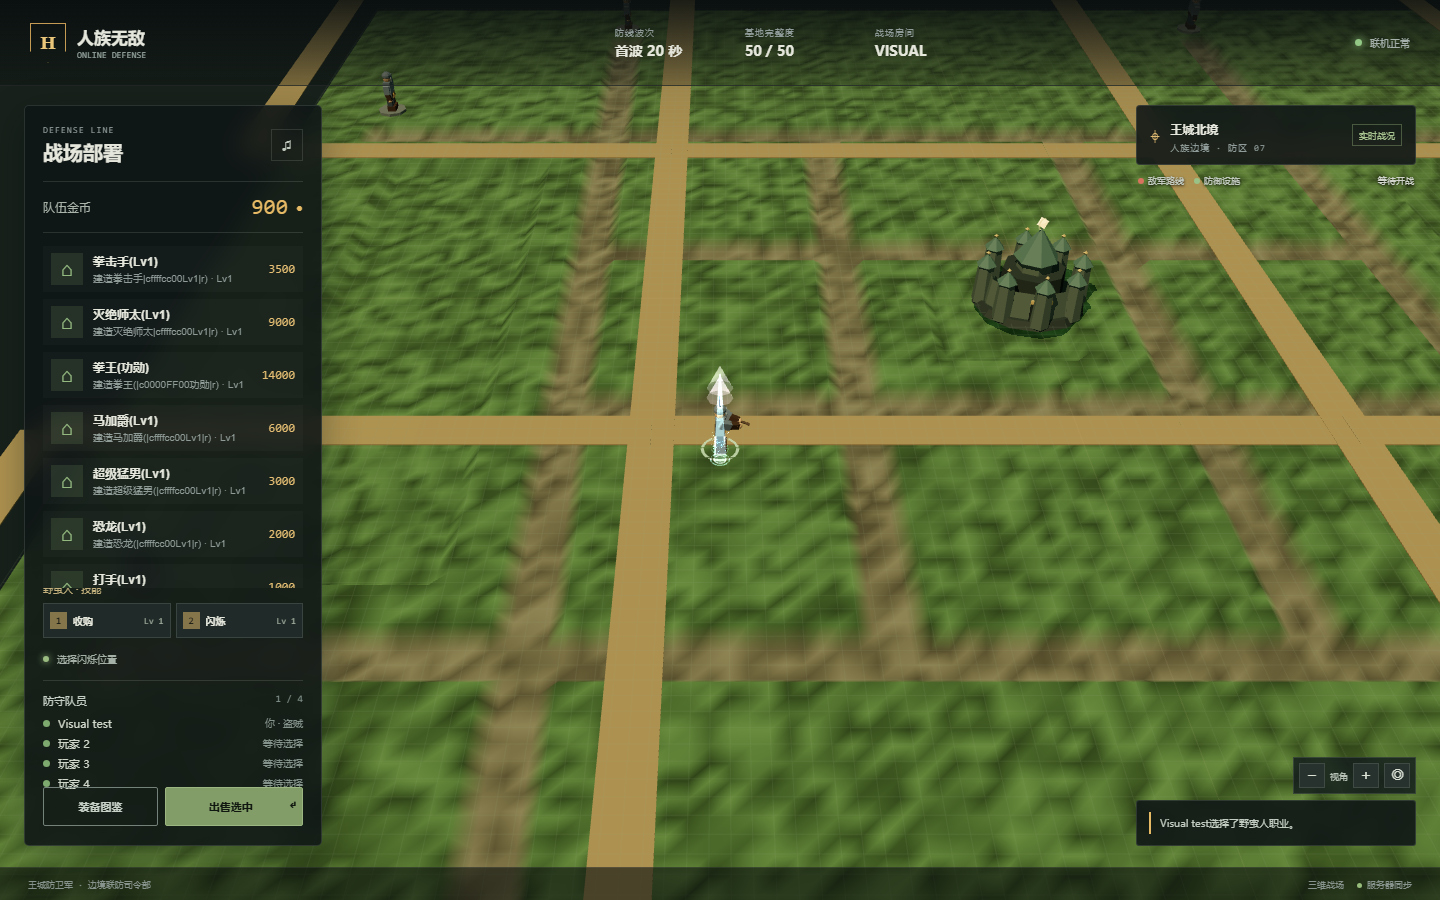 H
人族无敌
ONLINE DEFENSE
防线波次
首波 20 秒
基地完整度
50 / 50
战场房间
VISUAL
联机正常
DEFENSE LINE
战场部署
队伍金币
900
拳击手(Lv1)
建造拳击手|cffffcc00Lv1|r) · Lv1
3500
灭绝师太(Lv1)
建造灭绝师太|cffffcc00Lv1|r) · Lv1
9000
拳王(功勋)
建造拳王(|c0000FF00功勋|r) · Lv1
14000
马加爵(Lv1)
建造马加爵(|cffffcc00Lv1|r) · Lv1
6000
超级猛男(Lv1)
建造超级猛男(|cffffcc00Lv1|r) · Lv1
3000
恐龙(Lv1)
建造恐龙(|cffffcc00Lv1|r) · Lv1
2000
打手(Lv1)
1000
野蛮人 · 技能
1 收购 Lv 1
2 闪烁 Lv 1
选择闪烁位置
防守队员
1 / 4
Visual test
你 · 盗贼
玩家 2
等待选择
玩家 3
等待选择
玩家 4
等待选择
装备图鉴
出售选中
王城北境
人族边境 · 防区 07
实时战况
敌军路线
防御设施
等待开战
视角
Visual test选择了野蛮人职业。
王城防卫军 · 边境联防司令部
三维战场
服务器同步